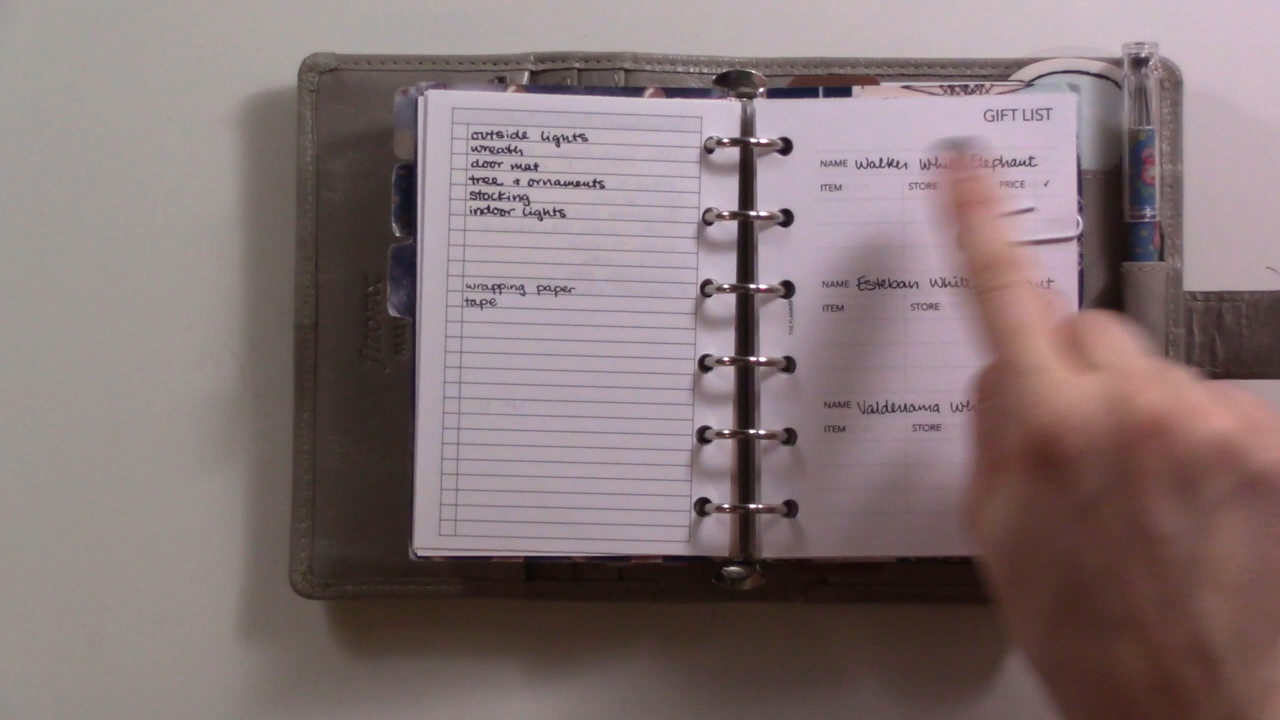 outside lights
wreath
door mat
tree & ornaments
stocking
indoor lights
wrapping paper
tape
GIFT LIST
NAME Walker White Elephant
ITEM STORE PRICE ✓
NAME Esteban
ITEM STORE
NAME Valderrama
ITEM STORE